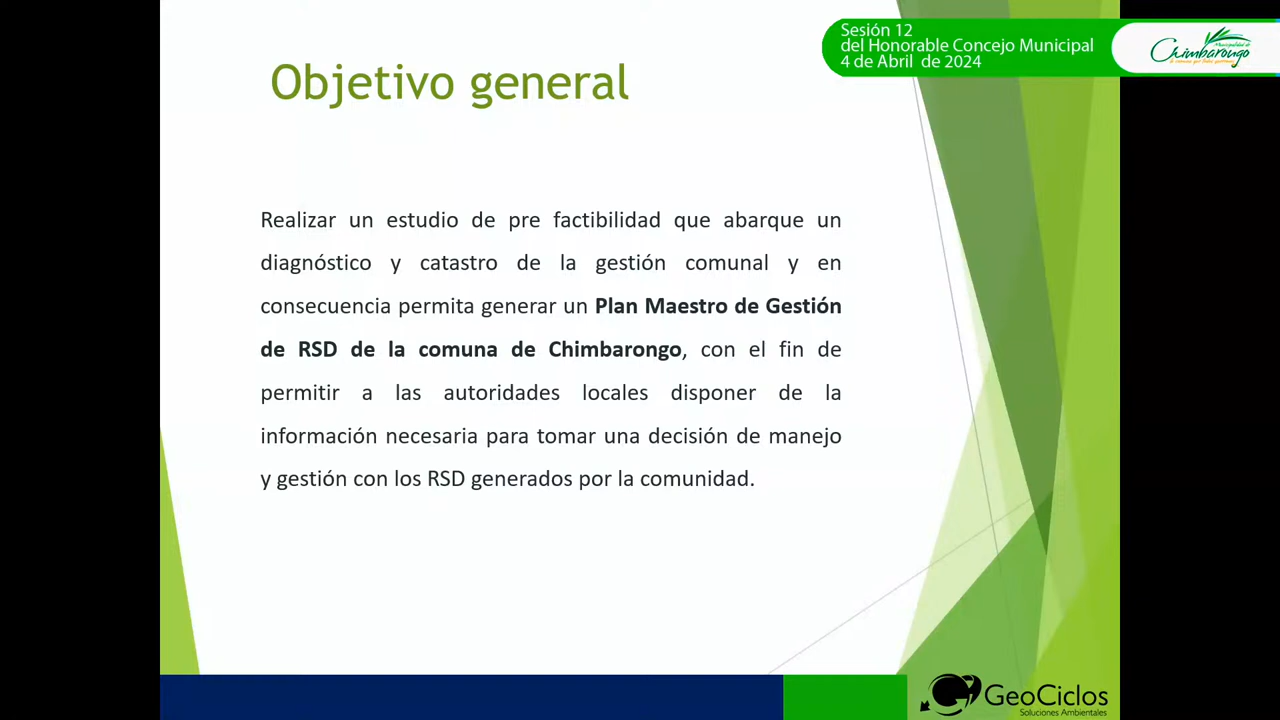 Sesión 12
del Honorable Concejo Municipal
4 de Abril de 2024
Chimbarongo
Objetivo general
Realizar un estudio de pre factibilidad que abarque un
diagnóstico y catastro de la gestión comunal y en
consecuencia permita generar un Plan Maestro de Gestión
de RSD de la comuna de Chimbarongo, con el fin de
permitir a las autoridades locales disponer de la
información necesaria para tomar una decisión de manejo
y gestión con los RSD generados por la comunidad.
GeoCiclos
Soluciones Ambientales